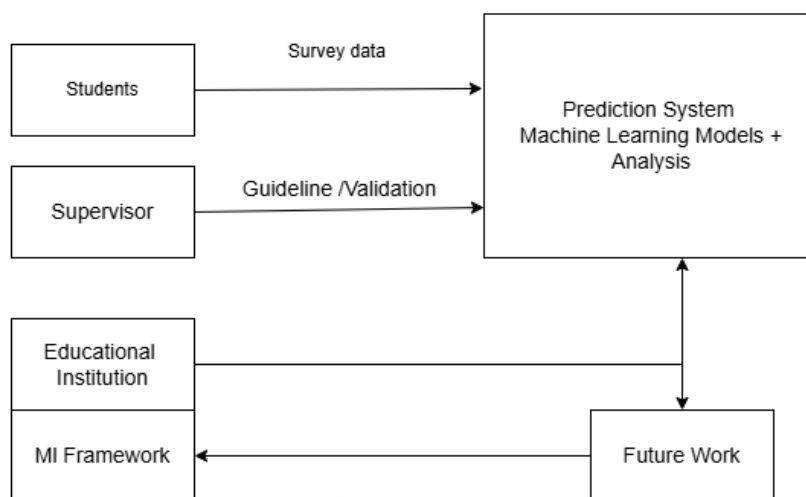 Survey data
Students
Prediction System
Machine Learning Models +
Analysis
Guideline /Validation
Supervisor
Educational
Institution
MI Framework
Future Work